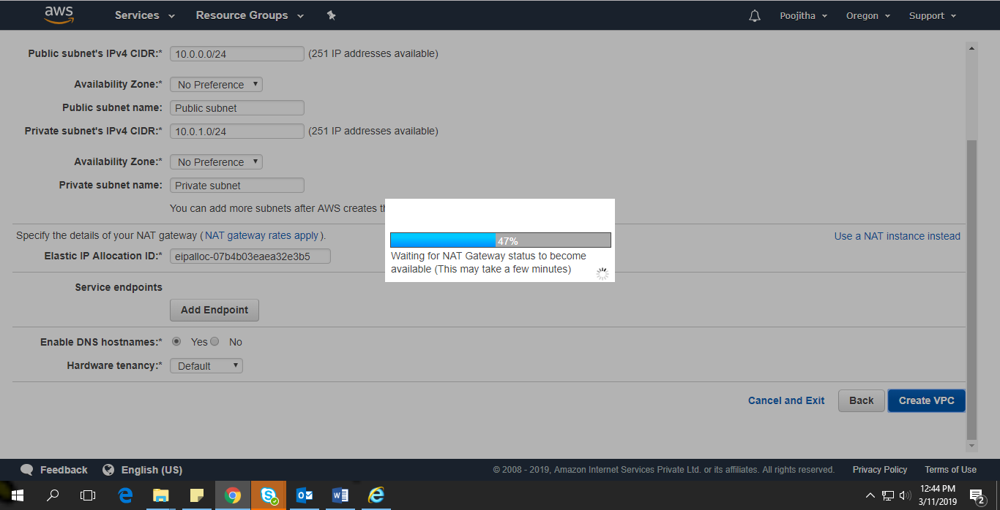 aws Services Resource Groups Poojitha Oregon Support
Public subnet's IPv4 CIDR:* 10.0.0.0/24 (251 IP addresses available)
Availability Zone:* No Preference
Public subnet name: Public subnet
Private subnet's IPv4 CIDR:* 10.0.1.0/24 (251 IP addresses available)
Availability Zone:* No Preference
Private subnet name: Private subnet
You can add more subnets after AWS creates
Specify the details of your NAT gateway (NAT gateway rates apply). Use a NAT instance instead
47%
Waiting for NAT Gateway status to become
available (This may take a few minutes)
Elastic IP Allocation ID:* eipalloc-07b4b03eaea32e3b5
Service endpoints
Add Endpoint
Enable DNS hostnames:* Yes No
Hardware tenancy:* Default
Cancel and Exit Back Create VPC
Feedback English (US) © 2008 - 2019, Amazon Internet Services Private Ltd. or its affiliates. All rights reserved. Privacy Policy Terms of Use
12:44 PM
3/11/2019
2